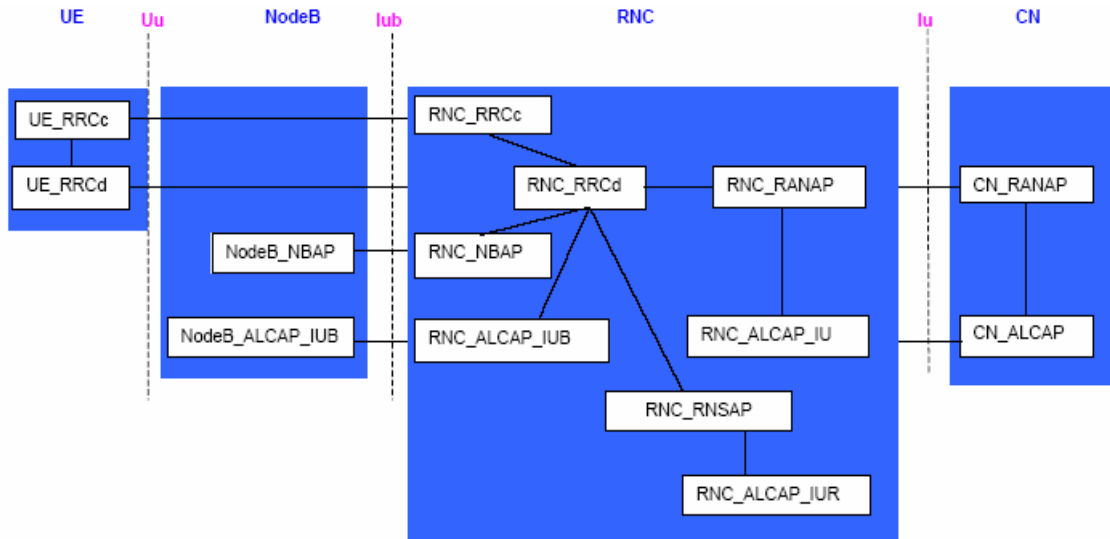 UE
Uu
NodeB
Iub
RNC
Iu
CN
UE_RRCc
RNC_RRCc
UE_RRCd
RNC_RRCd
RNC_RANAP
CN_RANAP
NodeB_NBAP
RNC_NBAP
NodeB_ALCAP_IUB
RNC_ALCAP_IUB
RNC_ALCAP_IU
CN_ALCAP
RNC_RNSAP
RNC_ALCAP_IUR